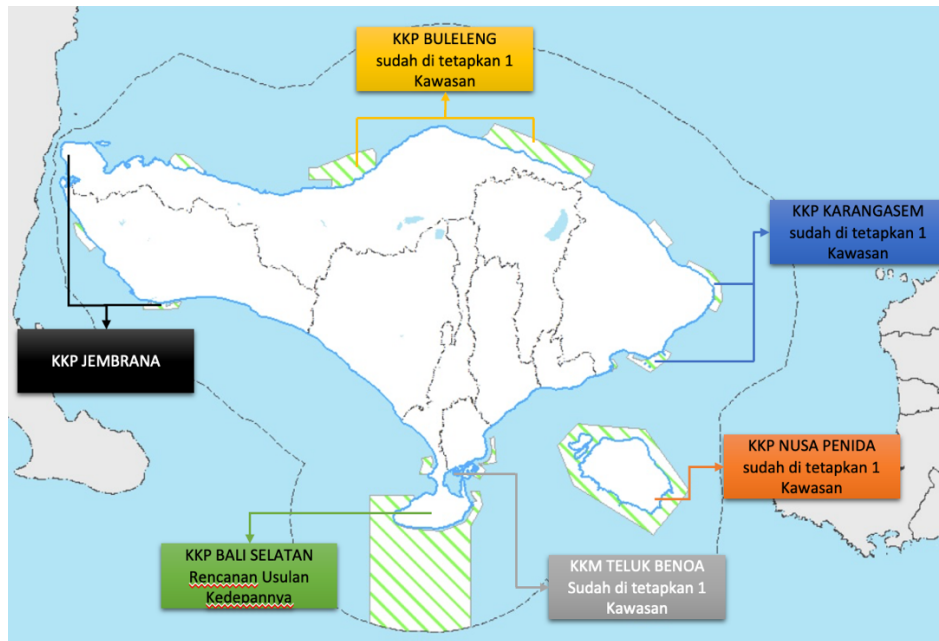 KKP BULELENG
sudah di tetapkan 1
Kawasan
KKP KARANGASEM
sudah di tetapkan 1
Kawasan
KKP JEMBRANA
KKP NUSA PENIDA
sudah di tetapkan 1
Kawasan
KKP BALI SELATAN
Rencanan Usulan
Kedepannya
KKM TELUK BENOA
Sudah di tetapkan 1
Kawasan